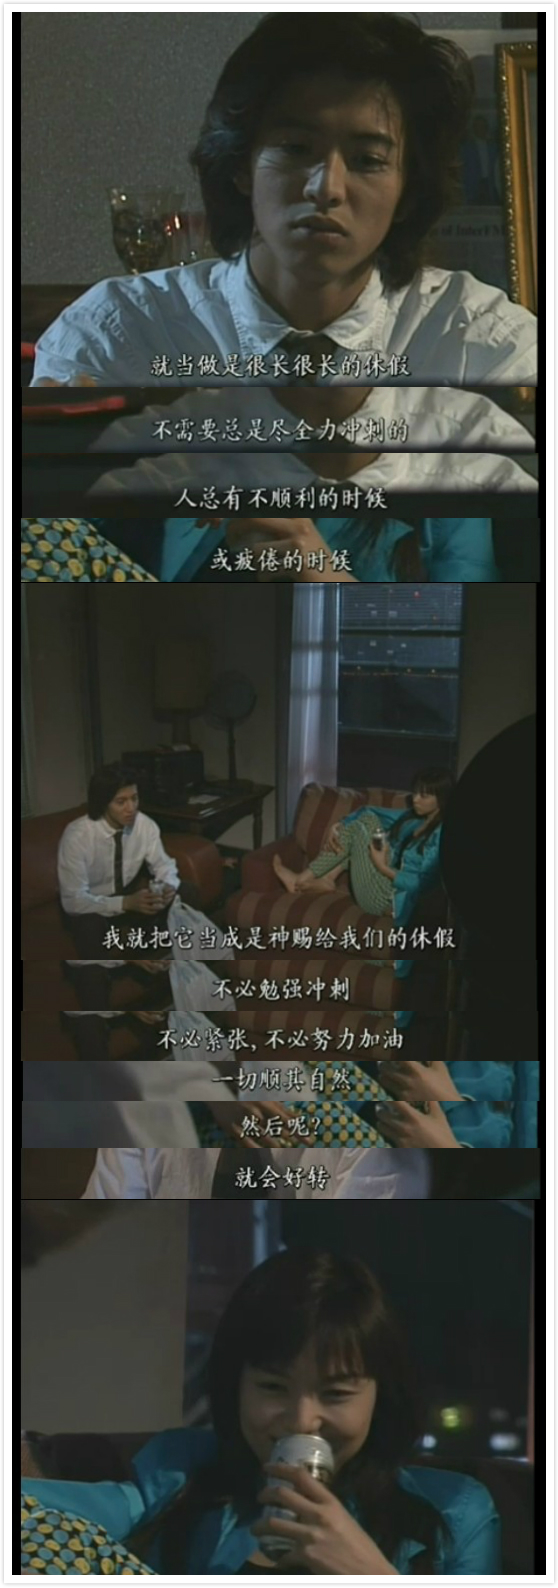 就当做是很长很长的休假
不需要总是尽全力冲刺的
人总有不顺利的时候
或疲倦的时候
我就把它当成是神赐给我们的休假
不必勉强冲刺
不必紧张，不必努力加油
一切顺其自然
然后呢？
就会好转